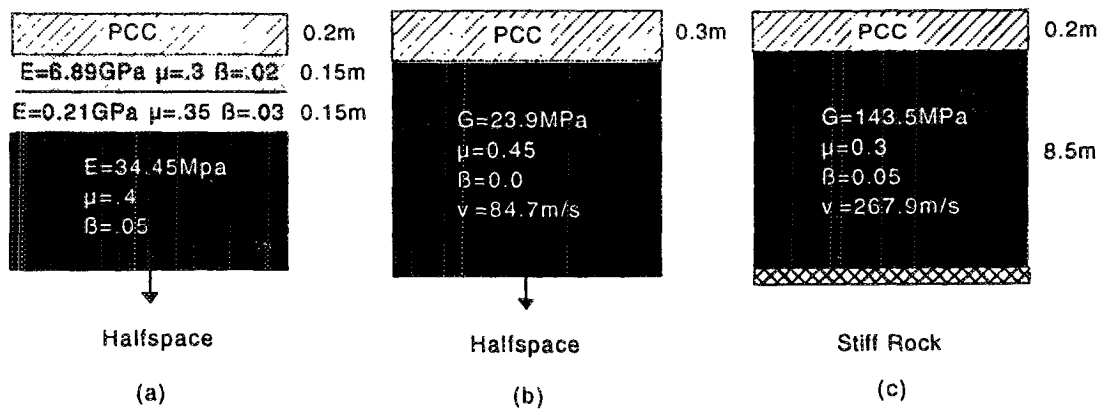 PCC 0.2m
E=6.89GPa µ=.3 ß=.02 0.15m
E=0.21GPa µ=.35 ß=.03 0.15m
E=34.45Mpa
µ=.4
ß=.05
Halfspace
(a)
PCC 0.3m
G=23.9MPa
µ=0.45
ß=0.0
v=84.7m/s
Halfspace
(b)
PCC 0.2m
G=143.5MPa
µ=0.3
ß=0.05
v=267.9m/s
8.5m
Stiff Rock
(c)